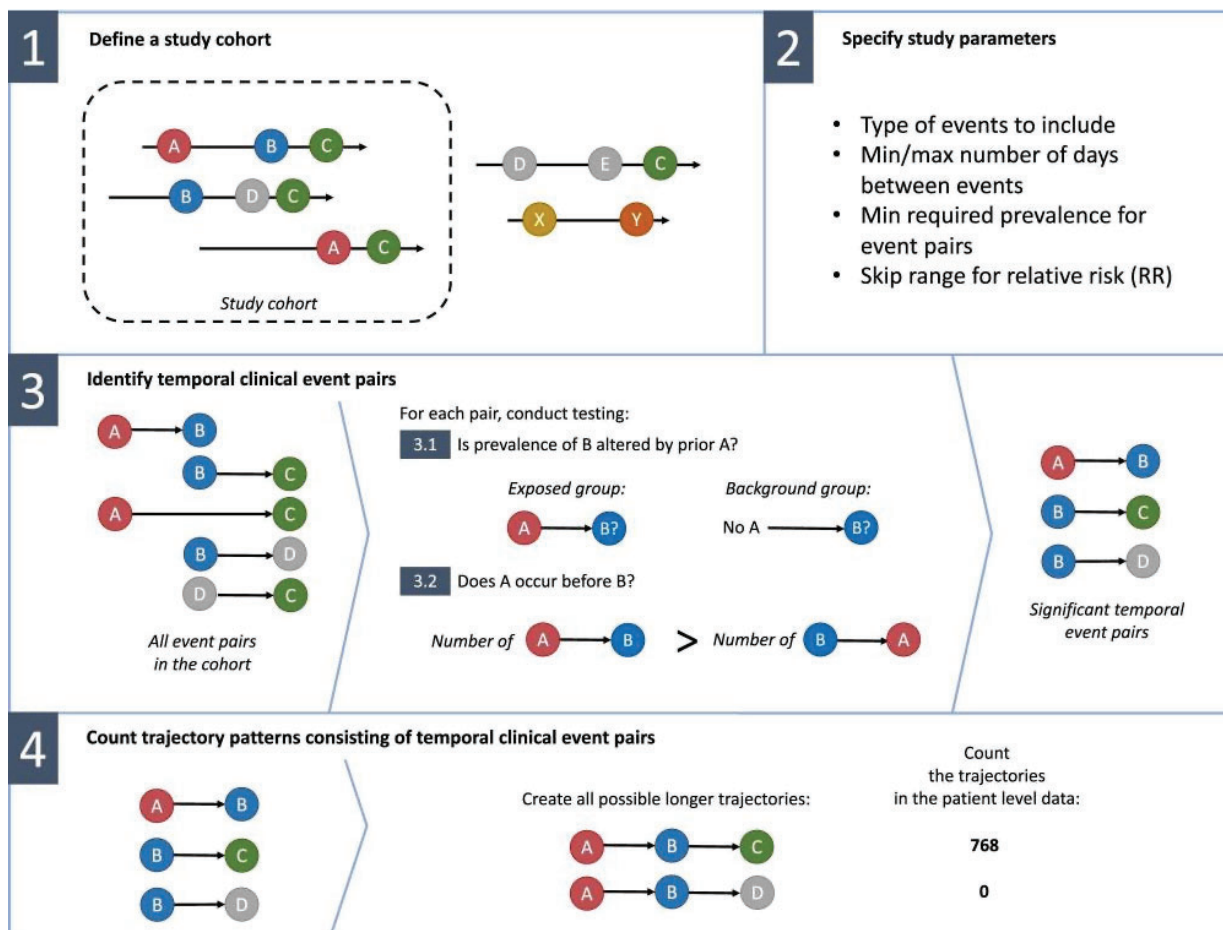 1
Define a study cohort
A B C
B D C
A C
Study cohort
D E C
X Y
2
Specify study parameters
• Type of events to include
• Min/max number of days
between events
• Min required prevalence for
event pairs
• Skip range for relative risk (RR)
3
Identify temporal clinical event pairs
A B
B C
A C
B D
D C
All event pairs
in the cohort
For each pair, conduct testing:
3.1 Is prevalence of B altered by prior A?
Exposed group: Background group:
A B? No A B?
3.2 Does A occur before B?
Number of A B > Number of B A
A B
B C
B D
Significant temporal
event pairs
4
Count trajectory patterns consisting of temporal clinical event pairs
A B
B C
B D
Create all possible longer trajectories:
A B C
A B D
Count
the trajectories
in the patient level data:
768
0